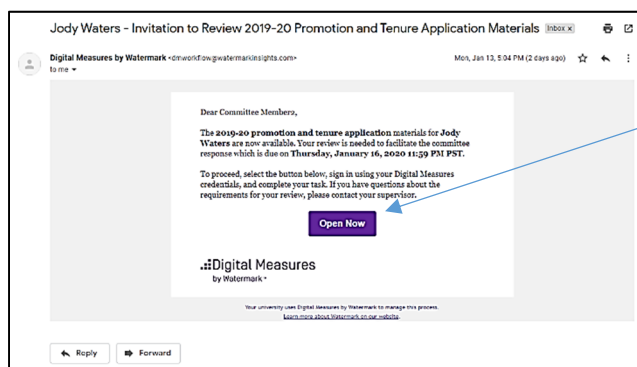 Jody Waters - Invitation to Review 2019-20 Promotion and Tenure Application Materials Inbox x
Digital Measures by Watermark <dmworkflow@watermarkinsights.com> Mon, Jan 13, 5:04 PM (2 days ago)
to me
Dear Committee Members,
The 2019-20 promotion and tenure application materials for Jody
Waters are now available. Your review is needed to facilitate the committee
response which is due on Thursday, January 16, 2020 11:59 PM PST.
To proceed, select the button below, sign in using your Digital Measures
credentials, and complete your task. If you have questions about the
requirements for your review, please contact your supervisor.
Open Now
Digital Measures
by Watermark
Your university uses Digital Measures by Watermark to manage this process.
Learn more about Watermark on our website.
Reply Forward